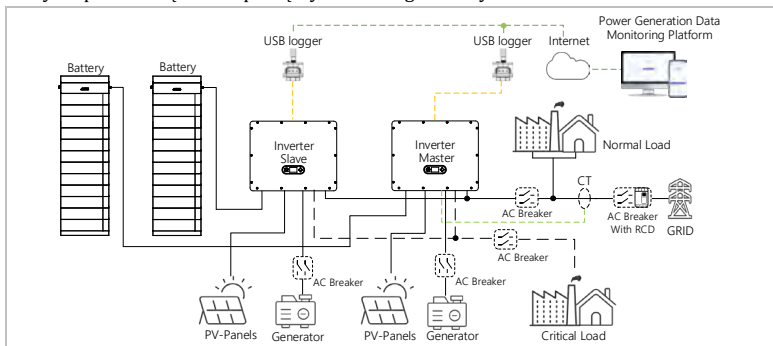 Power Generation Data
Monitoring Platform
USB logger
USB logger
Internet
Battery
Battery
Inverter
Slave
Inverter
Master
Normal Load
CT
AC Breaker
AC Breaker
With RCD
GRID
AC Breaker
AC Breaker
AC Breaker
PV-Panels
Generator
PV-Panels
Generator
Critical Load